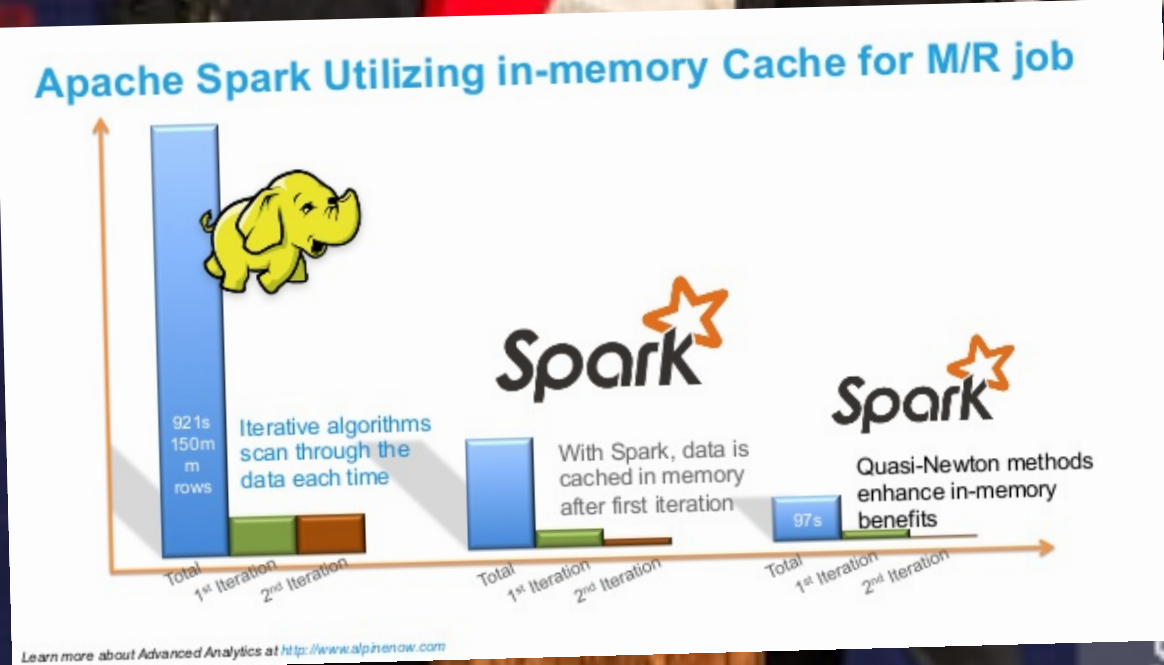 Apache Spark Utilizing in-memory Cache for M/R job
921s
150m
m
rows
Iterative algorithms
scan through the
data each time
Total
1st Iteration
2nd Iteration
Spark
With Spark, data is
cached in memory
after first iteration
Total
1st Iteration
2nd Iteration
Spark
Quasi-Newton methods
enhance in-memory
benefits
97s
Total
1st Iteration
2nd Iteration
Learn more about Advanced Analytics at http://www.alpinenow.com